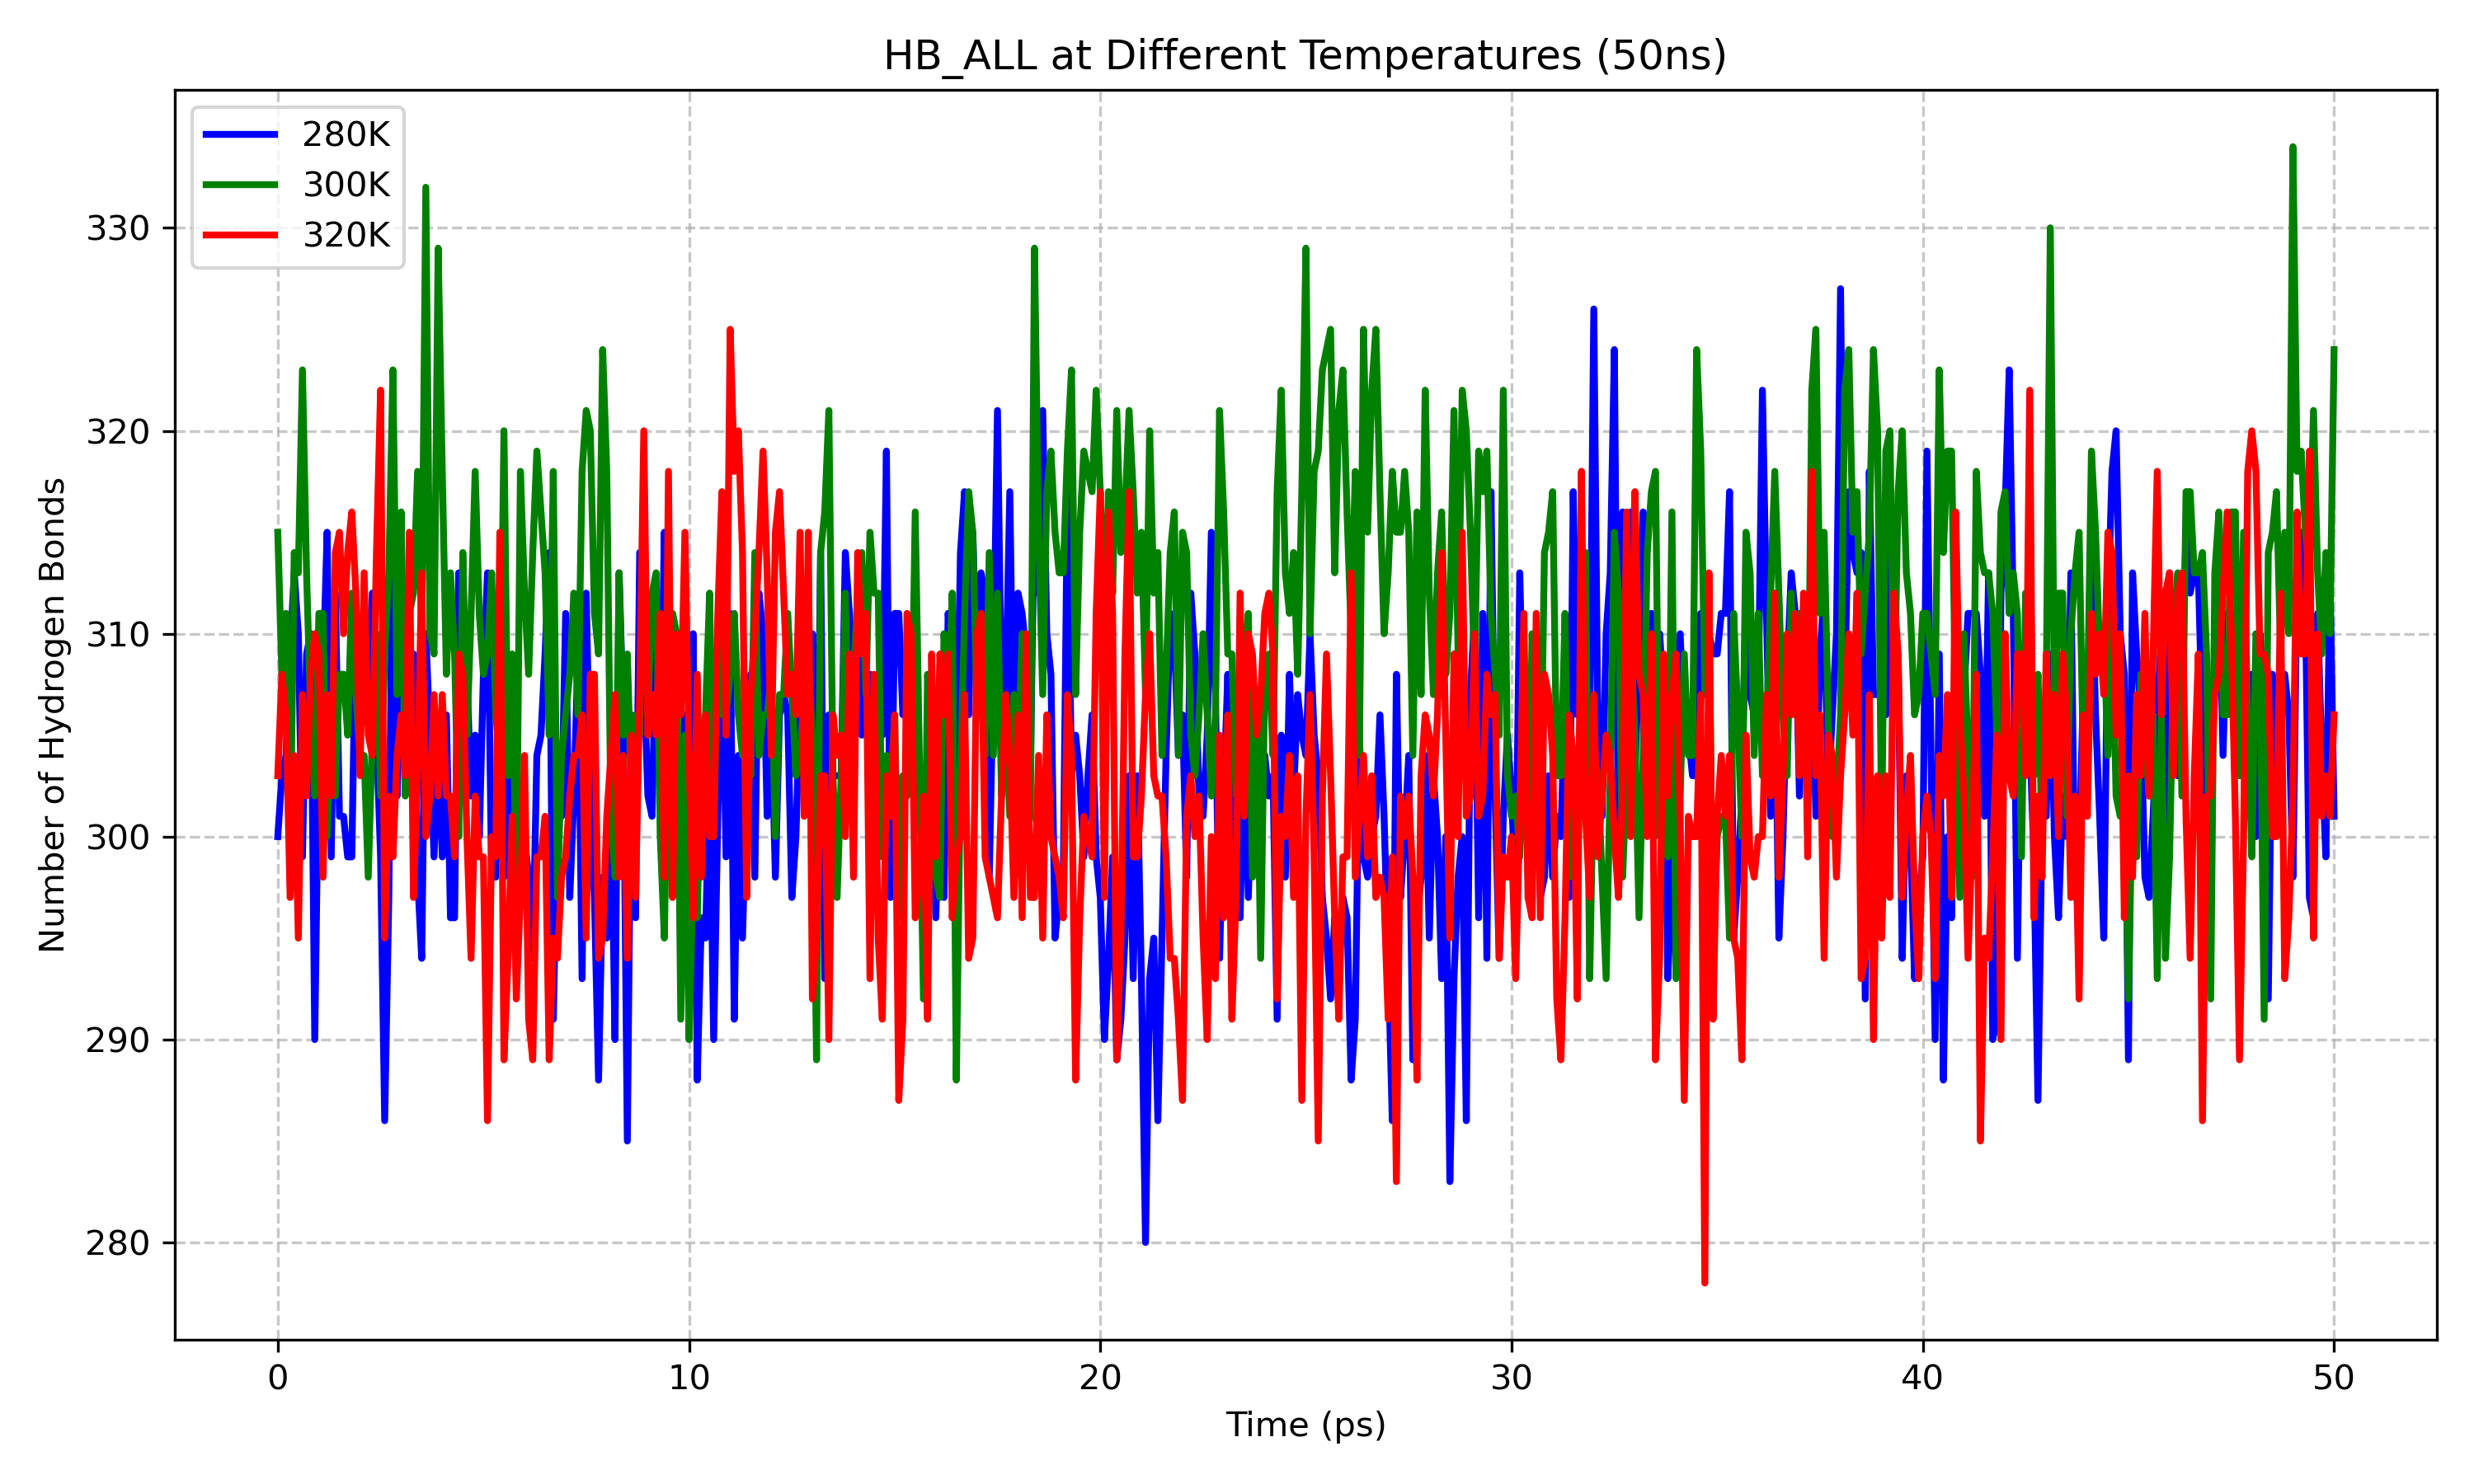 HB_ALL at Different Temperatures (50ns)
280K
300K
320K
Number of Hydrogen Bonds
330
320
310
300
290
280
0 10 20 30 40 50
Time (ps)